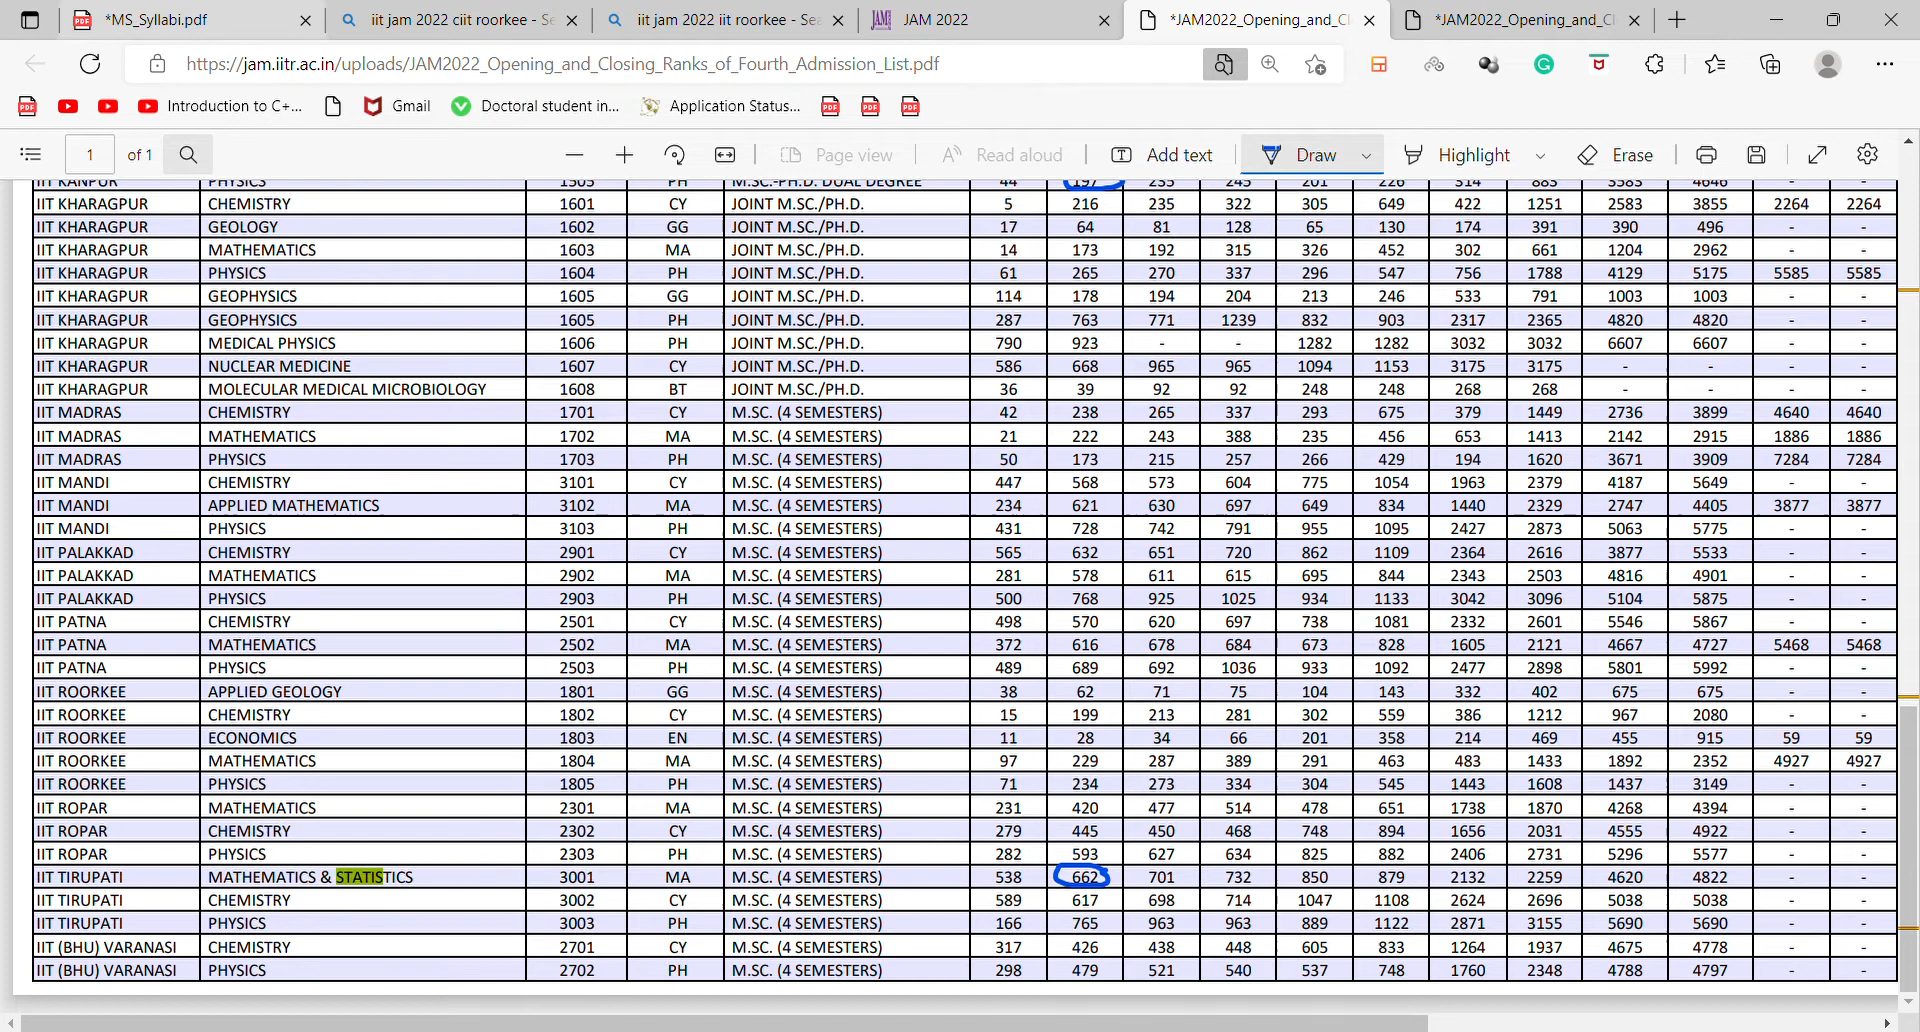 *MS_Syllabi.pdf
iit jam 2022 ciit roorkee - Se
iit jam 2022 iit roorkee - Sea
JAM JAM 2022
*JAM2022_Opening_and_Cl
*JAM2022_Opening_and_C
https://jam.iitr.ac.in/uploads/JAM2022_Opening_and_Closing_Ranks_of_Fourth_Admission_List.pdf
PDF Introduction to C+... Gmail Doctoral student in... Application Status... PDF PDF PDF
1 of 1 Page view Read aloud Add text Draw Highlight Erase
IIT KANPUR PHYSICS 1505 PH M.SC.-PH.D. DUAL DEGREE 44 197 235 245 201 226 314 883 3583 4646 - -
IIT KHARAGPUR CHEMISTRY 1601 CY JOINT M.SC./PH.D. 5 216 235 322 305 649 422 1251 2583 3855 2264 2264
IIT KHARAGPUR GEOLOGY 1602 GG JOINT M.SC./PH.D. 17 64 81 128 65 130 174 391 390 496 - -
IIT KHARAGPUR MATHEMATICS 1603 MA JOINT M.SC./PH.D. 14 173 192 315 326 452 302 661 1204 2962 - -
IIT KHARAGPUR PHYSICS 1604 PH JOINT M.SC./PH.D. 61 265 270 337 296 547 756 1788 4129 5175 5585 5585
IIT KHARAGPUR GEOPHYSICS 1605 GG JOINT M.SC./PH.D. 114 178 194 204 213 246 533 791 1003 1003 - -
IIT KHARAGPUR GEOPHYSICS 1605 PH JOINT M.SC./PH.D. 287 763 771 1239 832 903 2317 2365 4820 4820 - -
IIT KHARAGPUR MEDICAL PHYSICS 1606 PH JOINT M.SC./PH.D. 790 923 - - 1282 1282 3032 3032 6607 6607 - -
IIT KHARAGPUR NUCLEAR MEDICINE 1607 CY JOINT M.SC./PH.D. 586 668 965 965 1094 1153 3175 3175 - - - -
IIT KHARAGPUR MOLECULAR MEDICAL MICROBIOLOGY 1608 BT JOINT M.SC./PH.D. 36 39 92 92 248 248 268 268 - - - -
IIT MADRAS CHEMISTRY 1701 CY M.SC. (4 SEMESTERS) 42 238 265 337 293 675 379 1449 2736 3899 4640 4640
IIT MADRAS MATHEMATICS 1702 MA M.SC. (4 SEMESTERS) 21 222 243 388 235 456 653 1413 2142 2915 1886 1886
IIT MADRAS PHYSICS 1703 PH M.SC. (4 SEMESTERS) 50 173 215 257 266 429 194 1620 3671 3909 7284 7284
IIT MANDI CHEMISTRY 3101 CY M.SC. (4 SEMESTERS) 447 568 573 604 775 1054 1963 2379 4187 5649 - -
IIT MANDI APPLIED MATHEMATICS 3102 MA M.SC. (4 SEMESTERS) 234 621 630 697 649 834 1440 2329 2747 4405 3877 3877
IIT MANDI PHYSICS 3103 PH M.SC. (4 SEMESTERS) 431 728 742 791 955 1095 2427 2873 5063 5775 - -
IIT PALAKKAD CHEMISTRY 2901 CY M.SC. (4 SEMESTERS) 565 632 651 720 862 1109 2364 2616 3877 5533 - -
IIT PALAKKAD MATHEMATICS 2902 MA M.SC. (4 SEMESTERS) 281 578 611 615 695 844 2343 2503 4816 4901 - -
IIT PALAKKAD PHYSICS 2903 PH M.SC. (4 SEMESTERS) 500 768 925 1025 934 1133 3042 3096 5104 5875 - -
IIT PATNA CHEMISTRY 2501 CY M.SC. (4 SEMESTERS) 498 570 620 697 738 1081 2332 2601 5546 5867 - -
IIT PATNA MATHEMATICS 2502 MA M.SC. (4 SEMESTERS) 372 616 678 684 673 828 1605 2121 4667 4727 5468 5468
IIT PATNA PHYSICS 2503 PH M.SC. (4 SEMESTERS) 489 689 692 1036 933 1092 2477 2898 5801 5992 - -
IIT ROORKEE APPLIED GEOLOGY 1801 GG M.SC. (4 SEMESTERS) 38 62 71 75 104 143 332 402 675 675 - -
IIT ROORKEE CHEMISTRY 1802 CY M.SC. (4 SEMESTERS) 15 199 213 281 302 559 386 1212 967 2080 - -
IIT ROORKEE ECONOMICS 1803 EN M.SC. (4 SEMESTERS) 11 28 34 66 201 358 214 469 455 915 59 59
IIT ROORKEE MATHEMATICS 1804 MA M.SC. (4 SEMESTERS) 97 229 287 389 291 463 483 1433 1892 2352 4927 4927
IIT ROORKEE PHYSICS 1805 PH M.SC. (4 SEMESTERS) 71 234 273 334 304 545 1443 1608 1437 3149 - -
IIT ROPAR MATHEMATICS 2301 MA M.SC. (4 SEMESTERS) 231 420 477 514 478 651 1738 1870 4268 4394 - -
IIT ROPAR CHEMISTRY 2302 CY M.SC. (4 SEMESTERS) 279 445 450 468 748 894 1656 2031 4555 4922 - -
IIT ROPAR PHYSICS 2303 PH M.SC. (4 SEMESTERS) 282 593 627 634 825 882 2406 2731 5296 5577 - -
IIT TIRUPATI MATHEMATICS & STATISTICS 3001 MA M.SC. (4 SEMESTERS) 538 662 701 732 850 879 2132 2259 4620 4822 - -
IIT TIRUPATI CHEMISTRY 3002 CY M.SC. (4 SEMESTERS) 589 617 698 714 1047 1108 2624 2696 5038 5038 - -
IIT TIRUPATI PHYSICS 3003 PH M.SC. (4 SEMESTERS) 166 765 963 963 889 1122 2871 3155 5690 5690 - -
IIT (BHU) VARANASI CHEMISTRY 2701 CY M.SC. (4 SEMESTERS) 317 426 438 448 605 833 1264 1937 4675 4778 - -
IIT (BHU) VARANASI PHYSICS 2702 PH M.SC. (4 SEMESTERS) 298 479 521 540 537 748 1760 2348 4788 4797 - -